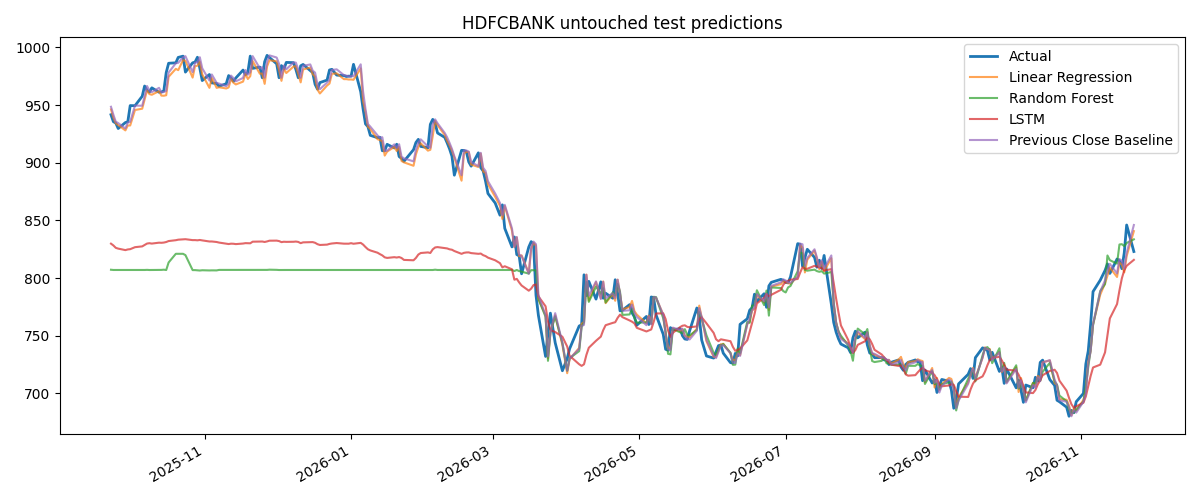 HDFCBANK untouched test predictions
1000
950
900
850
800
750
700
Actual
Linear Regression
Random Forest
LSTM
Previous Close Baseline
2025-11
2026-01
2026-03
2026-05
2026-07
2026-09
2026-11